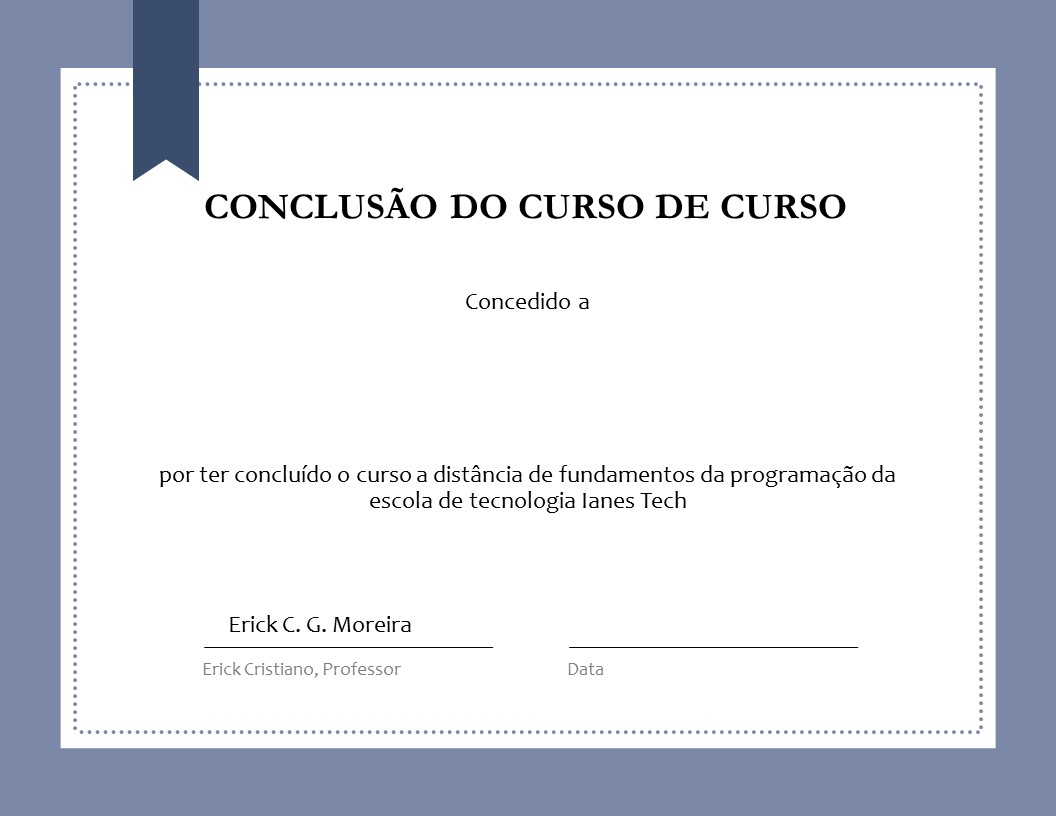 CONCLUSÃO DO CURSO DE CURSO
Concedido a
por ter concluído o curso a distância de fundamentos da programação da
escola de tecnologia Ianes Tech
Erick C. G. Moreira
Erick Cristiano, Professor
Data